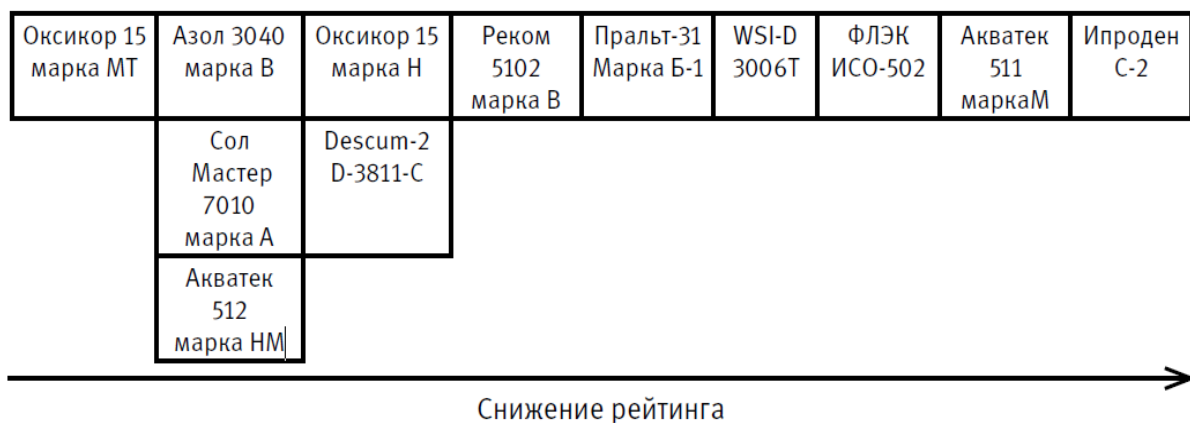 Оксикор 15
марка МТ
Азол 3040
марка В
Оксикор 15
марка Н
Реком
5102
марка В
Пральт-31
Марка Б-1
WSI-D
3006T
ФЛЭК
ИСО-502
Акватек
511
маркаМ
Ипроден
С-2
Сол
Мастер
7010
марка А
Descum-2
D-3811-C
Акватек
512
марка НМ
Снижение рейтинга